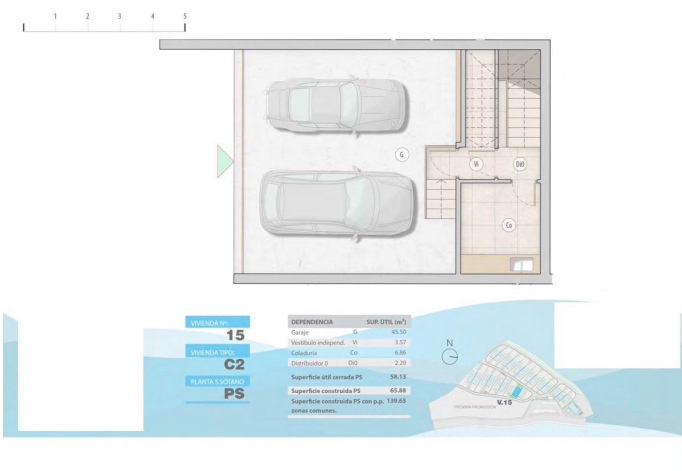 1 2 3 4 5
G
Vi
Di0
Co
VIVIENDA Nº:
15
VIVIENDA TIPO:
C2
PLANTA S.SÓTANO
PS
DEPENDENCIA SUP. ÚTIL (m²)
Garaje G 45.50
Vestíbulo independ. Vi 3.57
Coladuría Co 6.86
Distribuidor 0 Di0 2.20
Superficie útil cerrada PS 58.13
Superficie construida PS 65.88
Superficie construida PS con p.p. 139.65
zonas comunes.
N
V.15